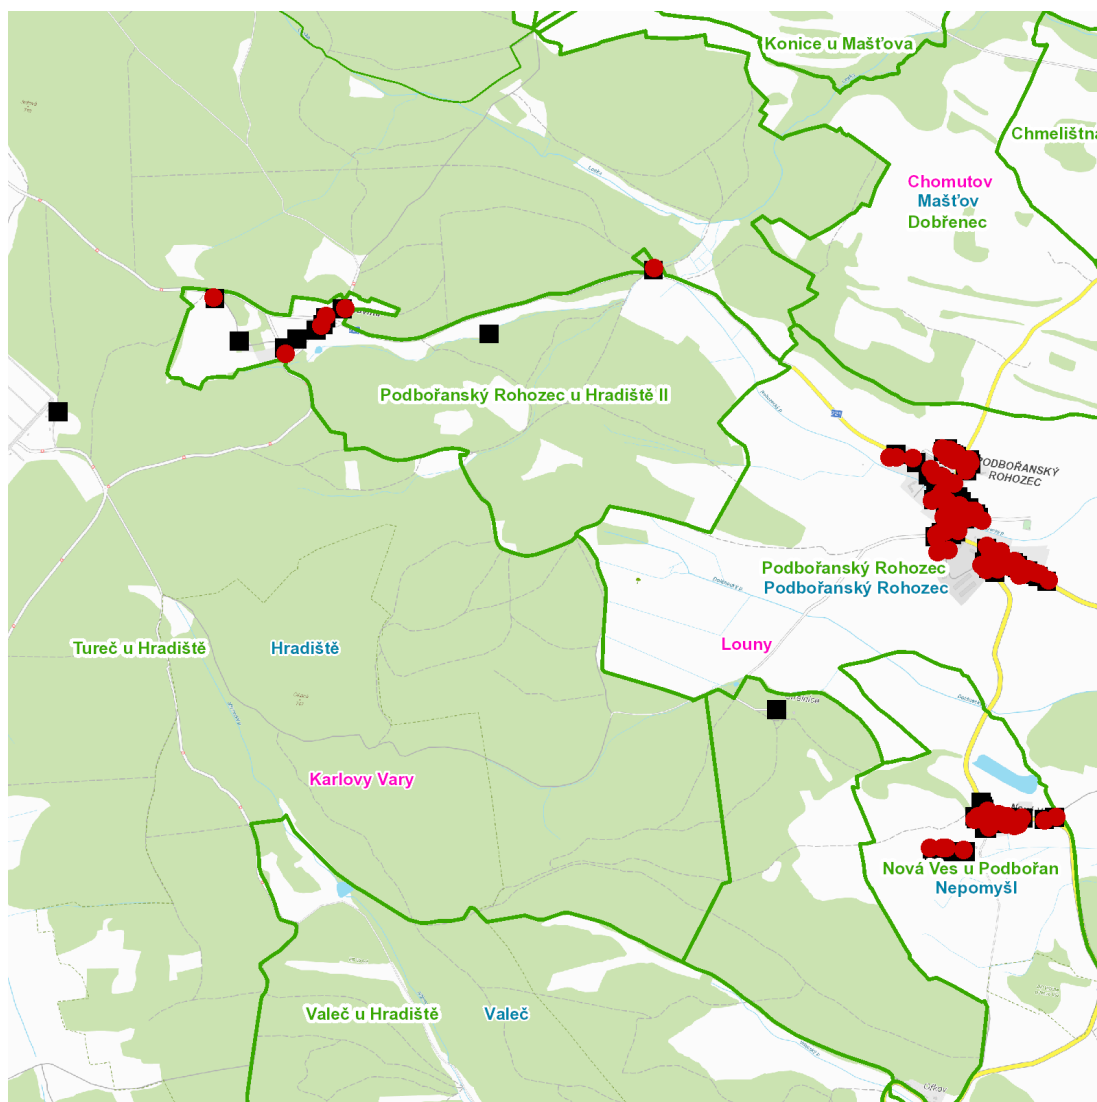 Konice u Mašťova
Chmelištná
Chomutov
Mašťov
Dobřenec
Podbořanský Rohozec u Hradiště II
PODBOŘANSKÝ
ROHOZEC
Podbořanský Rohozec
Podbořanský Rohozec
Louny
Tureč u Hradiště
Hradiště
Karlovy Vary
Nová Ves u Podbořan
Nepomyšl
Valeč u Hradiště
Valeč